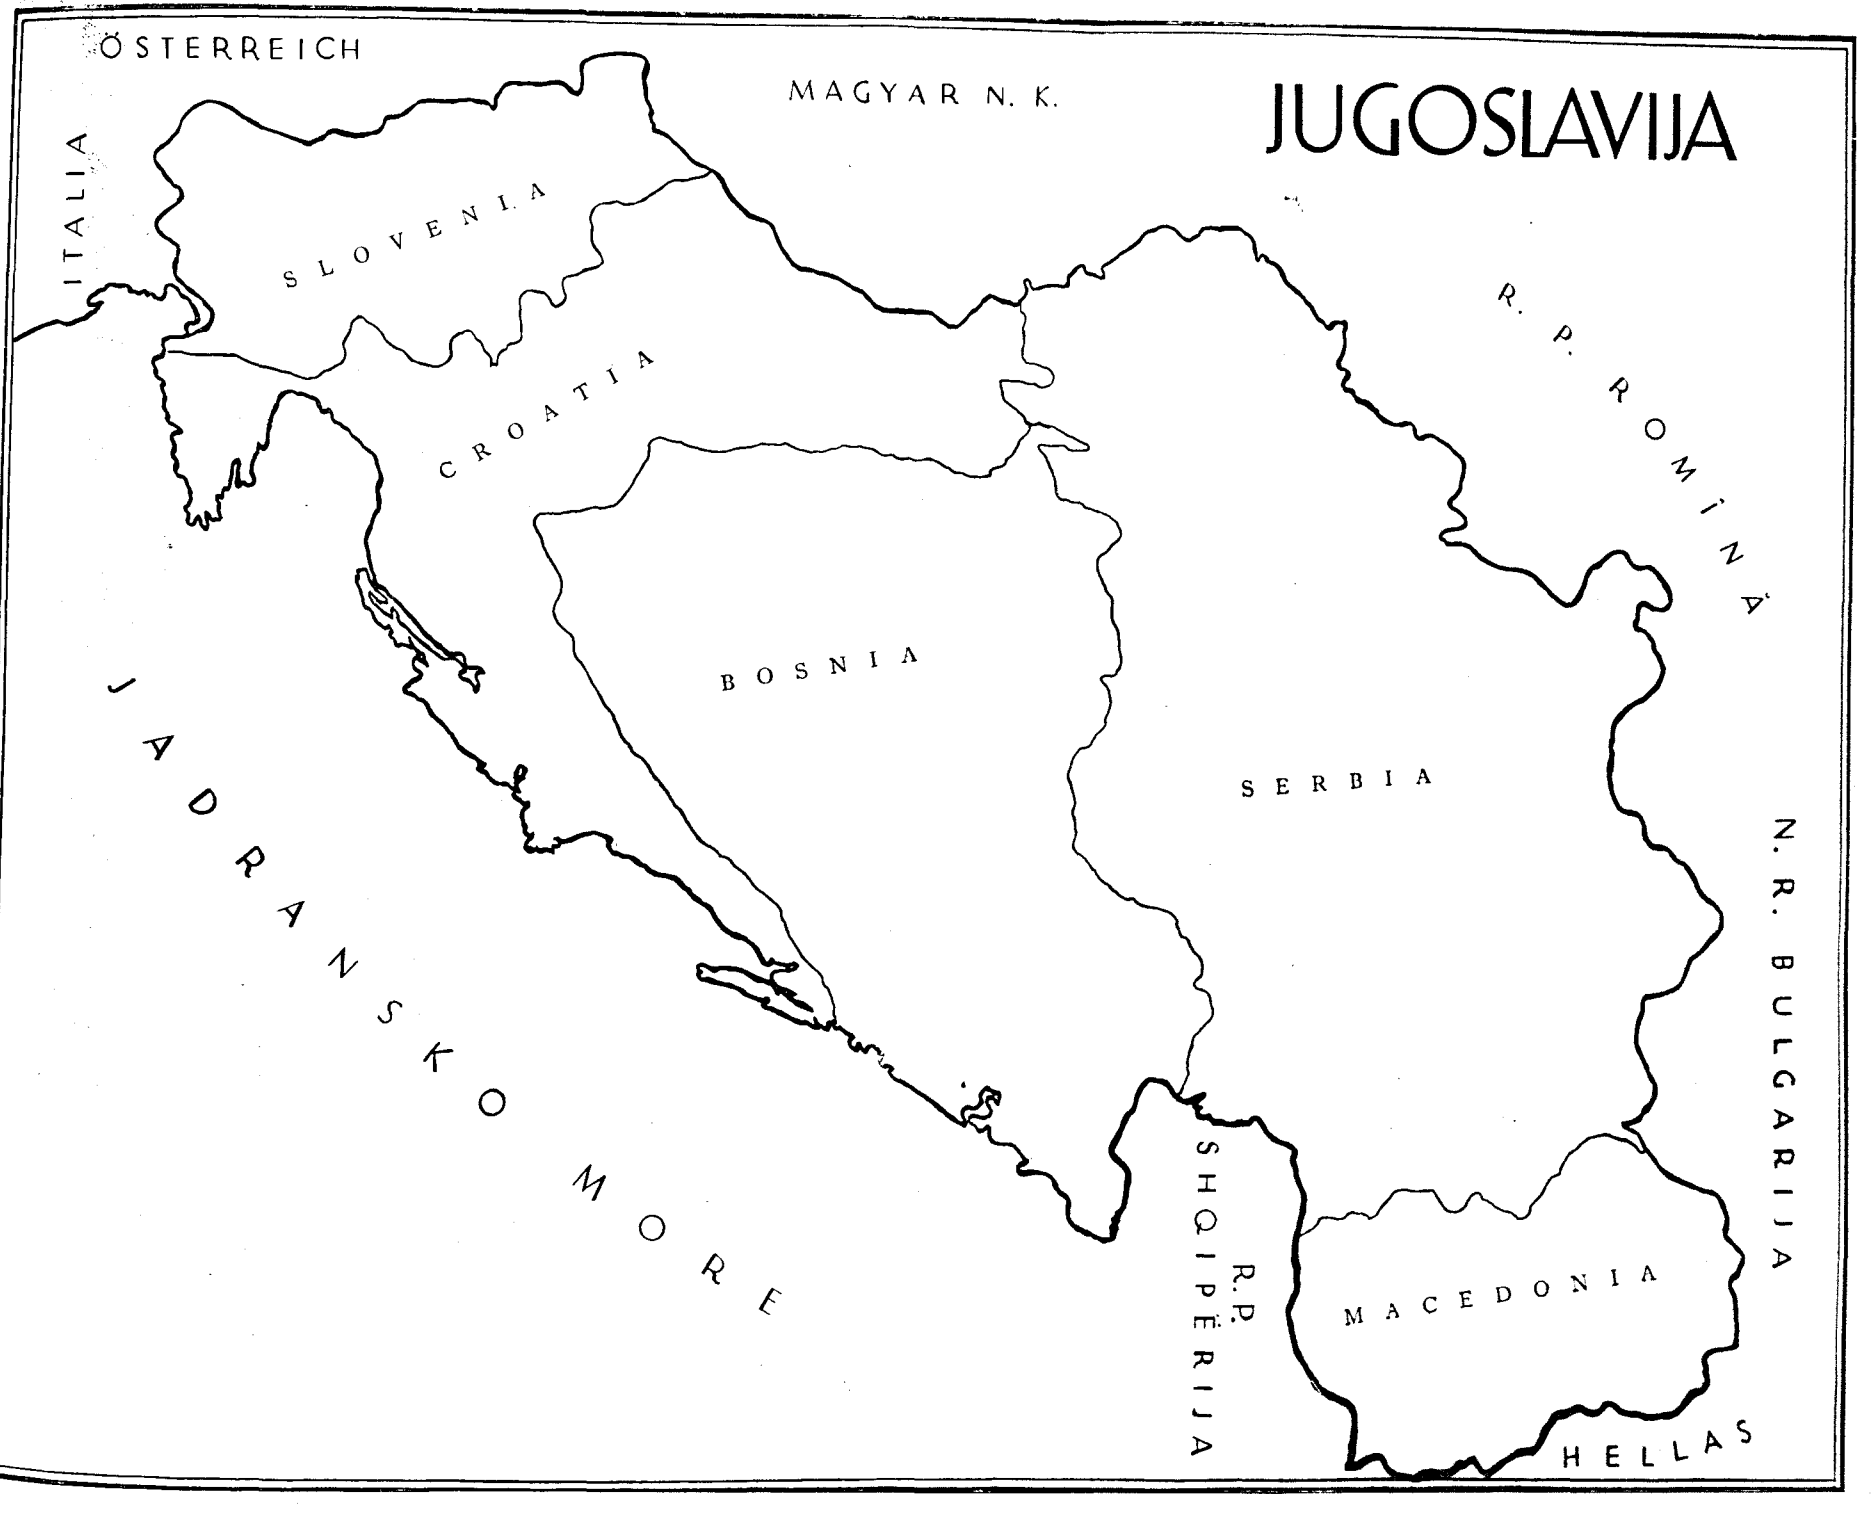 ÖSTERREICH
MAGYAR N. K.
JUGOSLAVIJA
ITALIA
SLOVENIA
R. P. ROMÎNĂ
CROATIA
BOSNIA
JADRANSKO MORE
SERBIA
N. R. BULGARIJA
SHQIPËRIJA
R.P.
MACEDONIA
HELLAS